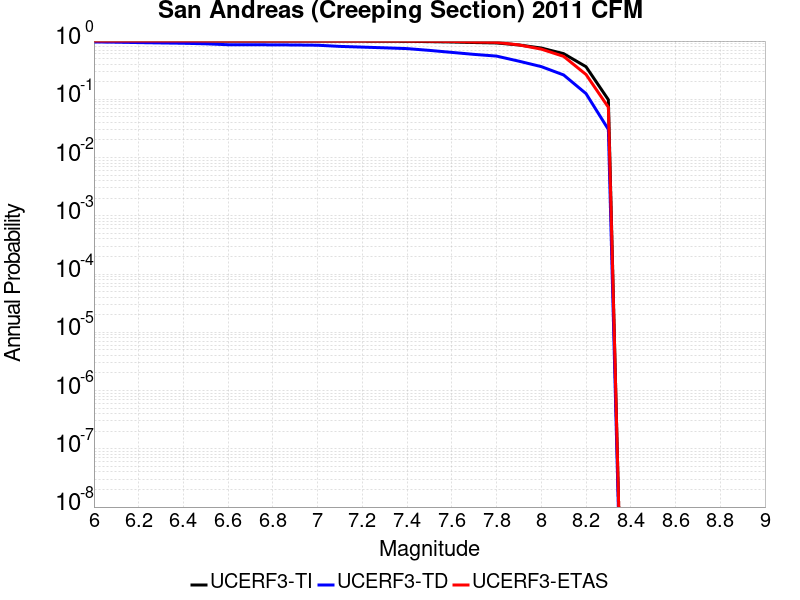 San Andreas (Creeping Section) 2011 CFM
10^0
10^-1
10^-2
10^-3
10^-4
10^-5
10^-6
10^-7
10^-8
Annual Probability
6 6.2 6.4 6.6 6.8 7 7.2 7.4 7.6 7.8 8 8.2 8.4 8.6 8.8 9
Magnitude
UCERF3-TI UCERF3-TD UCERF3-ETAS